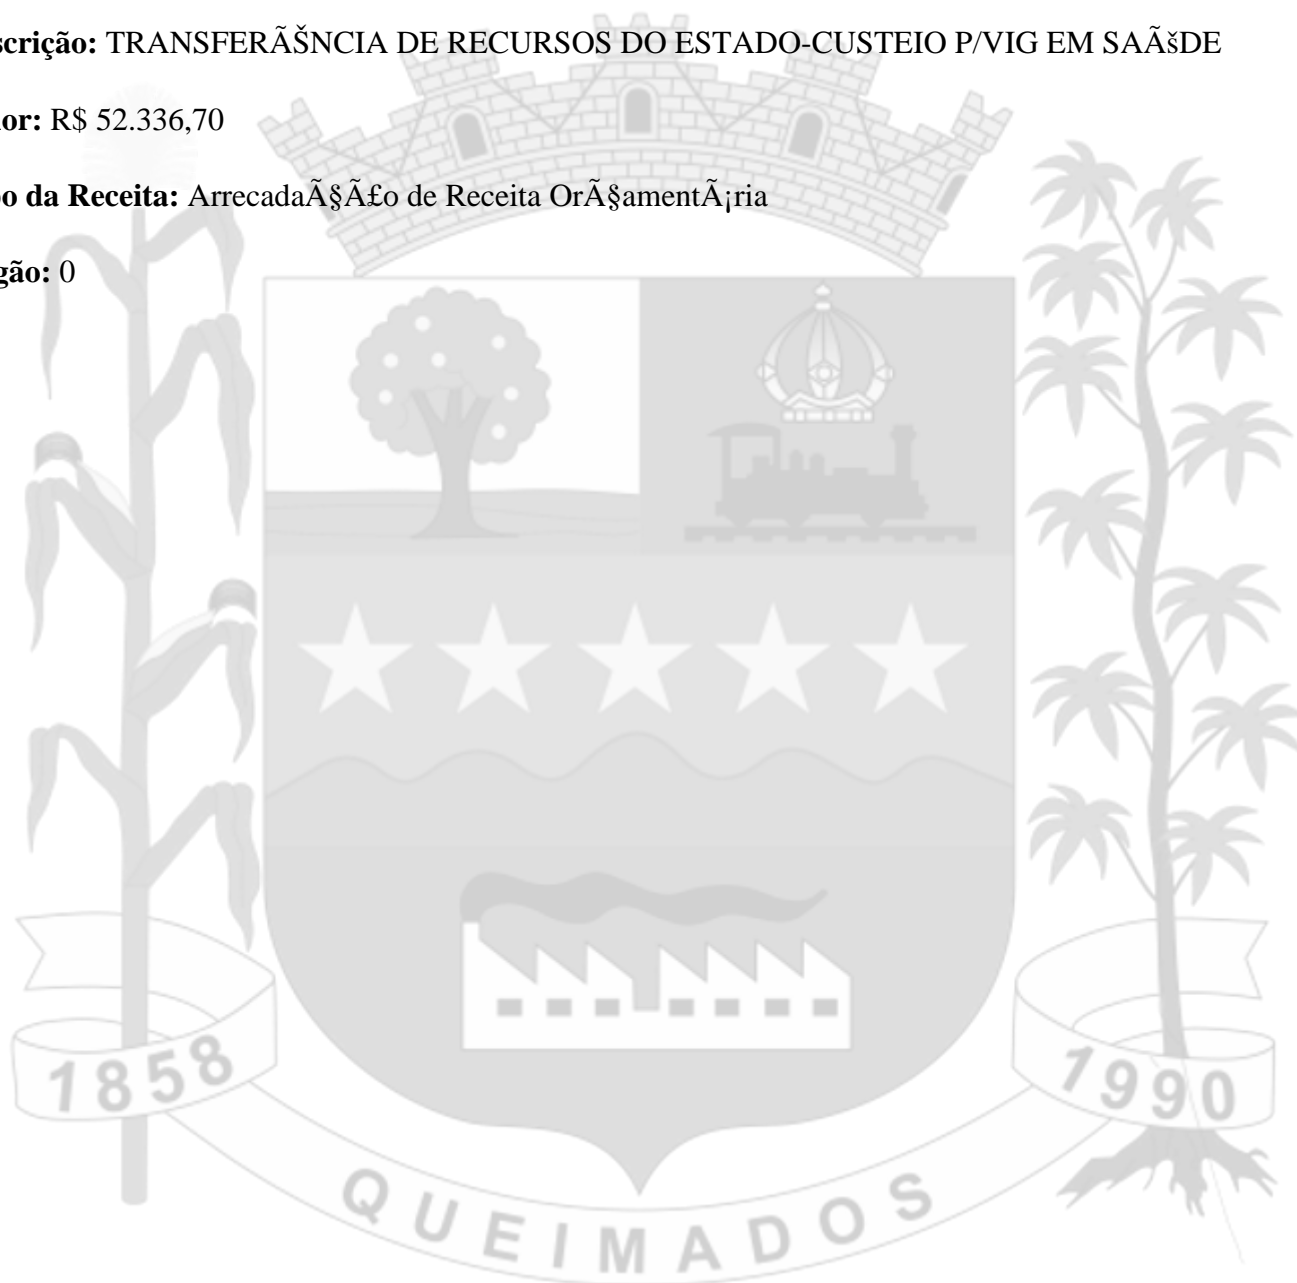 scrição: TRANSFERÃŠNCIA DE RECURSOS DO ESTADO-CUSTEIO P/VIG EM SAÃšDE
or: R$ 52.336,70
o da Receita: ArrecadaÃ§Ã£o de Receita OrÃ§amentÃ¡ria
gão: 0
1858
1990
QUEIMADOS